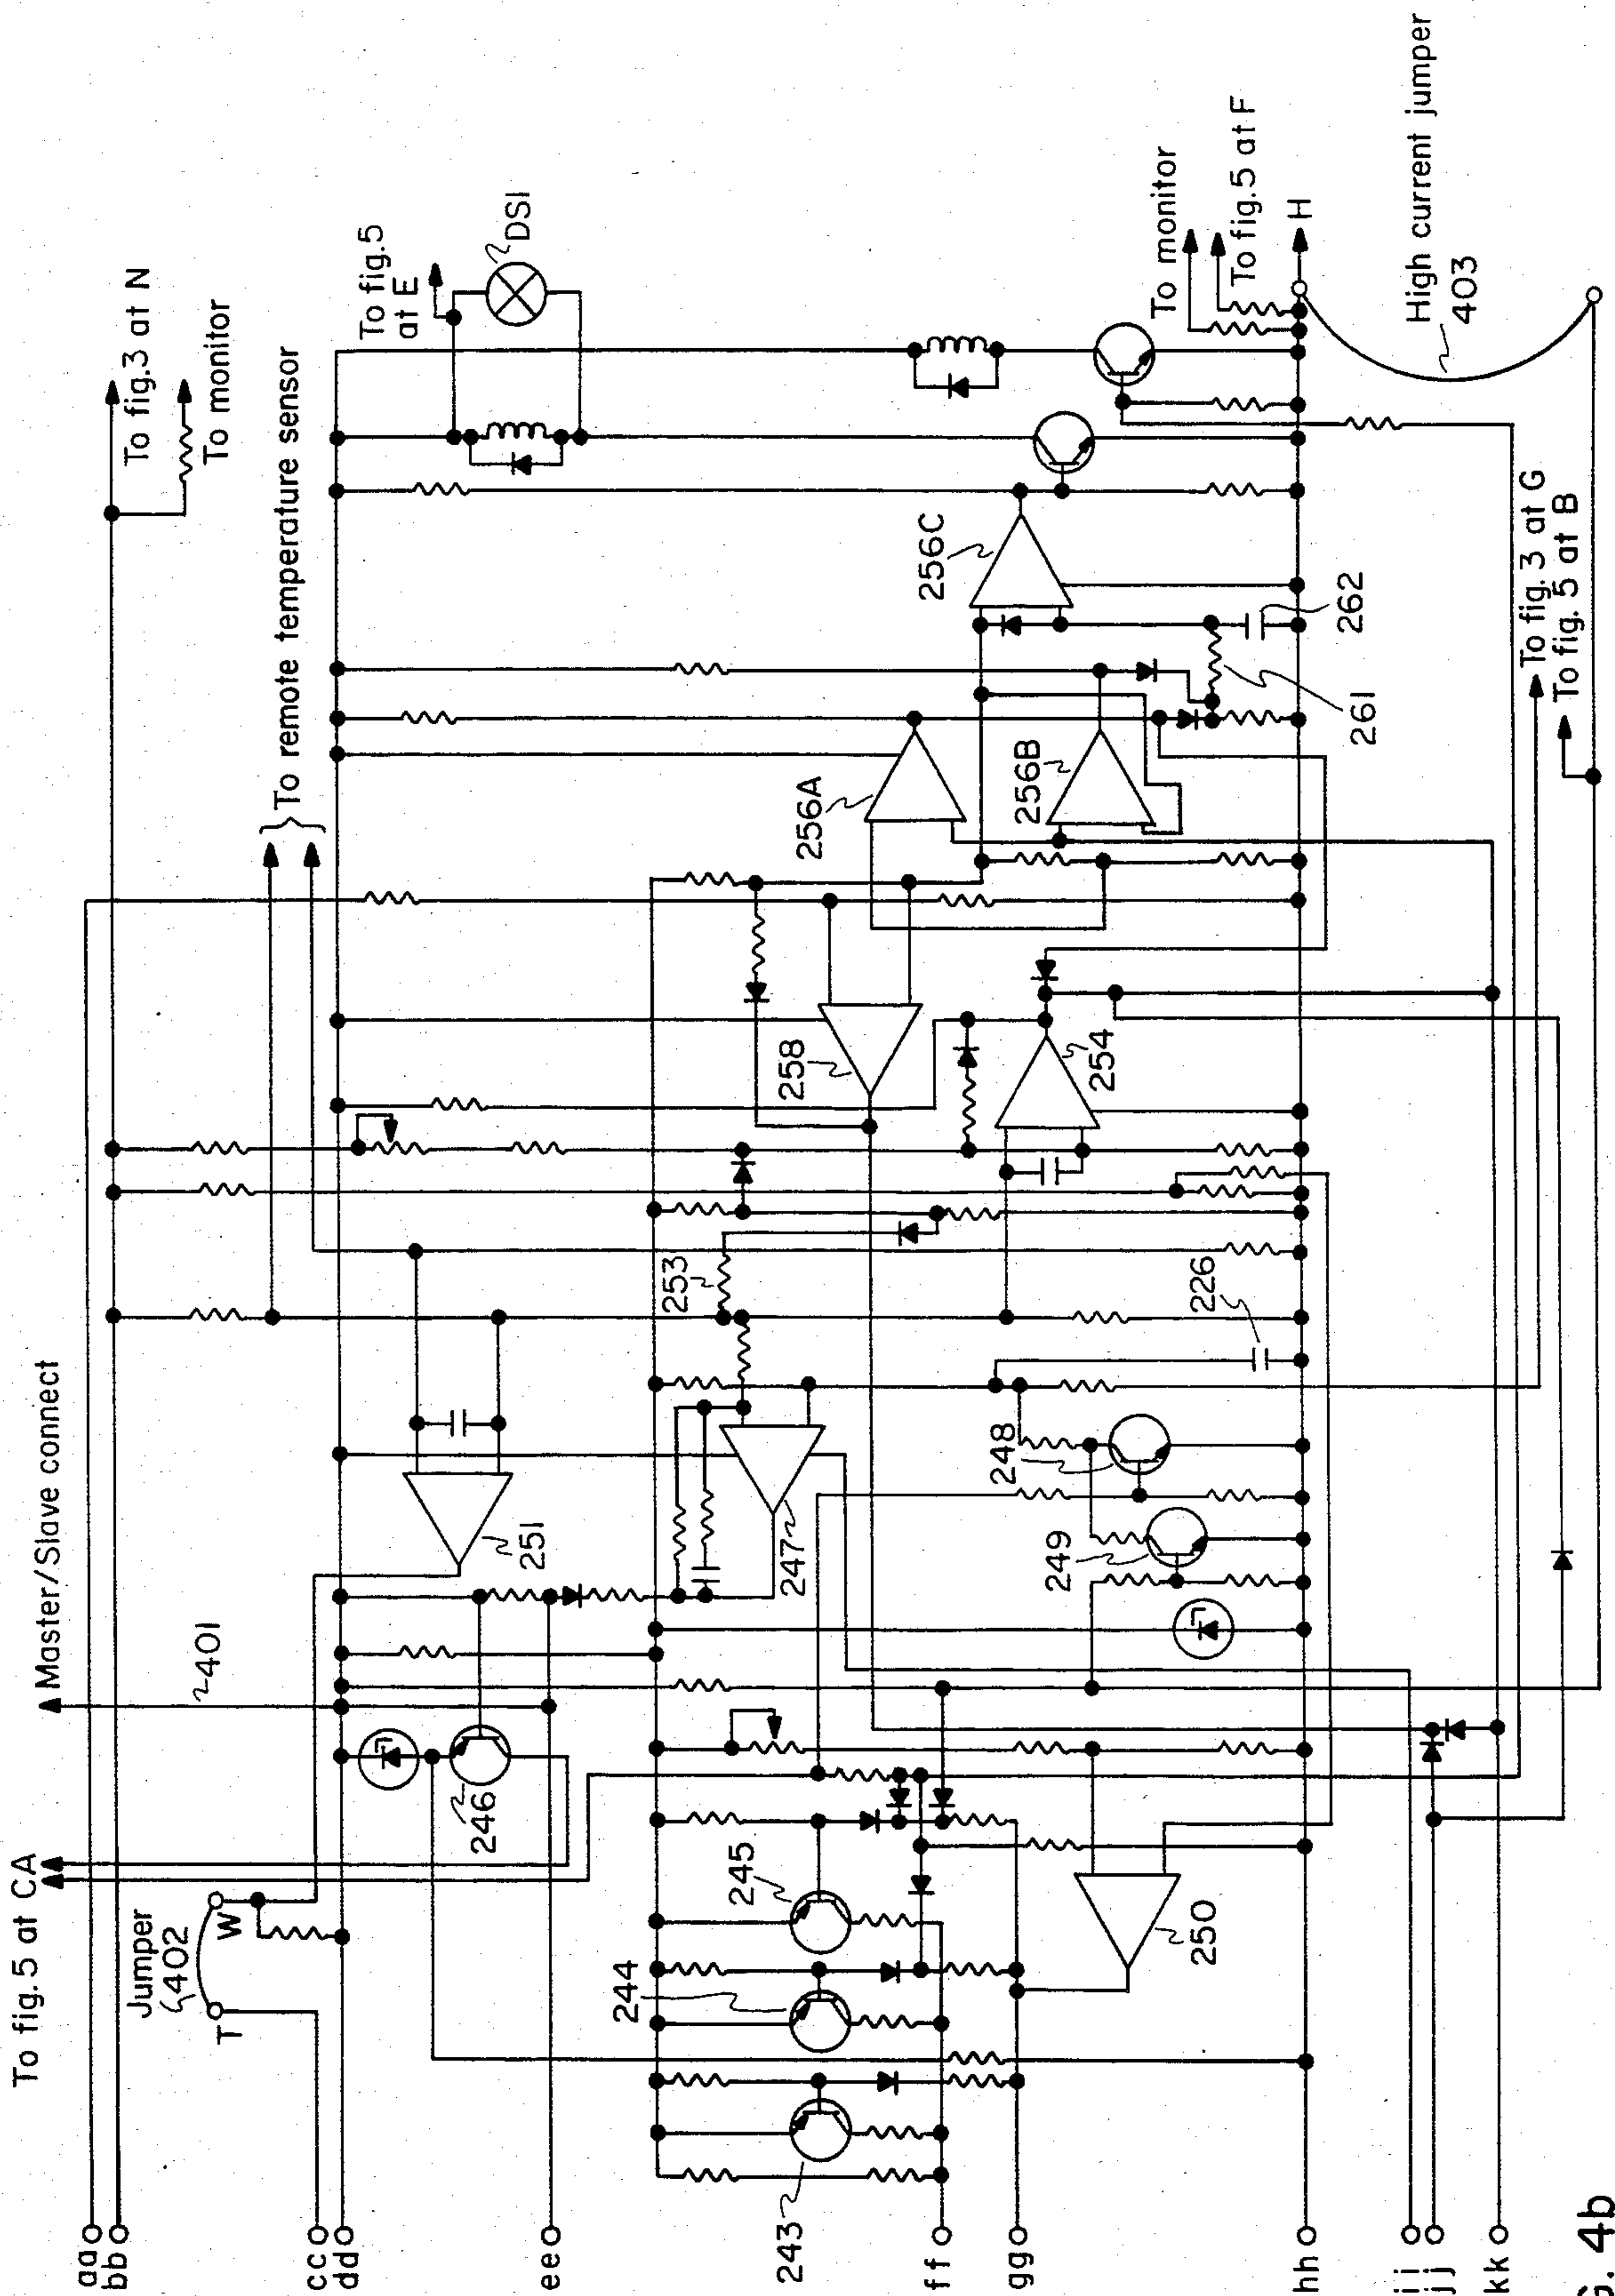 To fig. 5 at CA
Master/Slave connect
401
Jumper
402
T
W
To fig.3 at N
To monitor
To remote temperature sensor
To fig.5
at E
DSI
aa
bb
cc
dd
ee
ff
gg
hh
ii
jj
kk
243
244
245
246
247
248
249
250
251
253
226
254
258
256A
256B
256C
261
262
To monitor
To fig.5 at F
H
High current jumper
403
To fig. 3 at G
To fig. 5 at B
4b